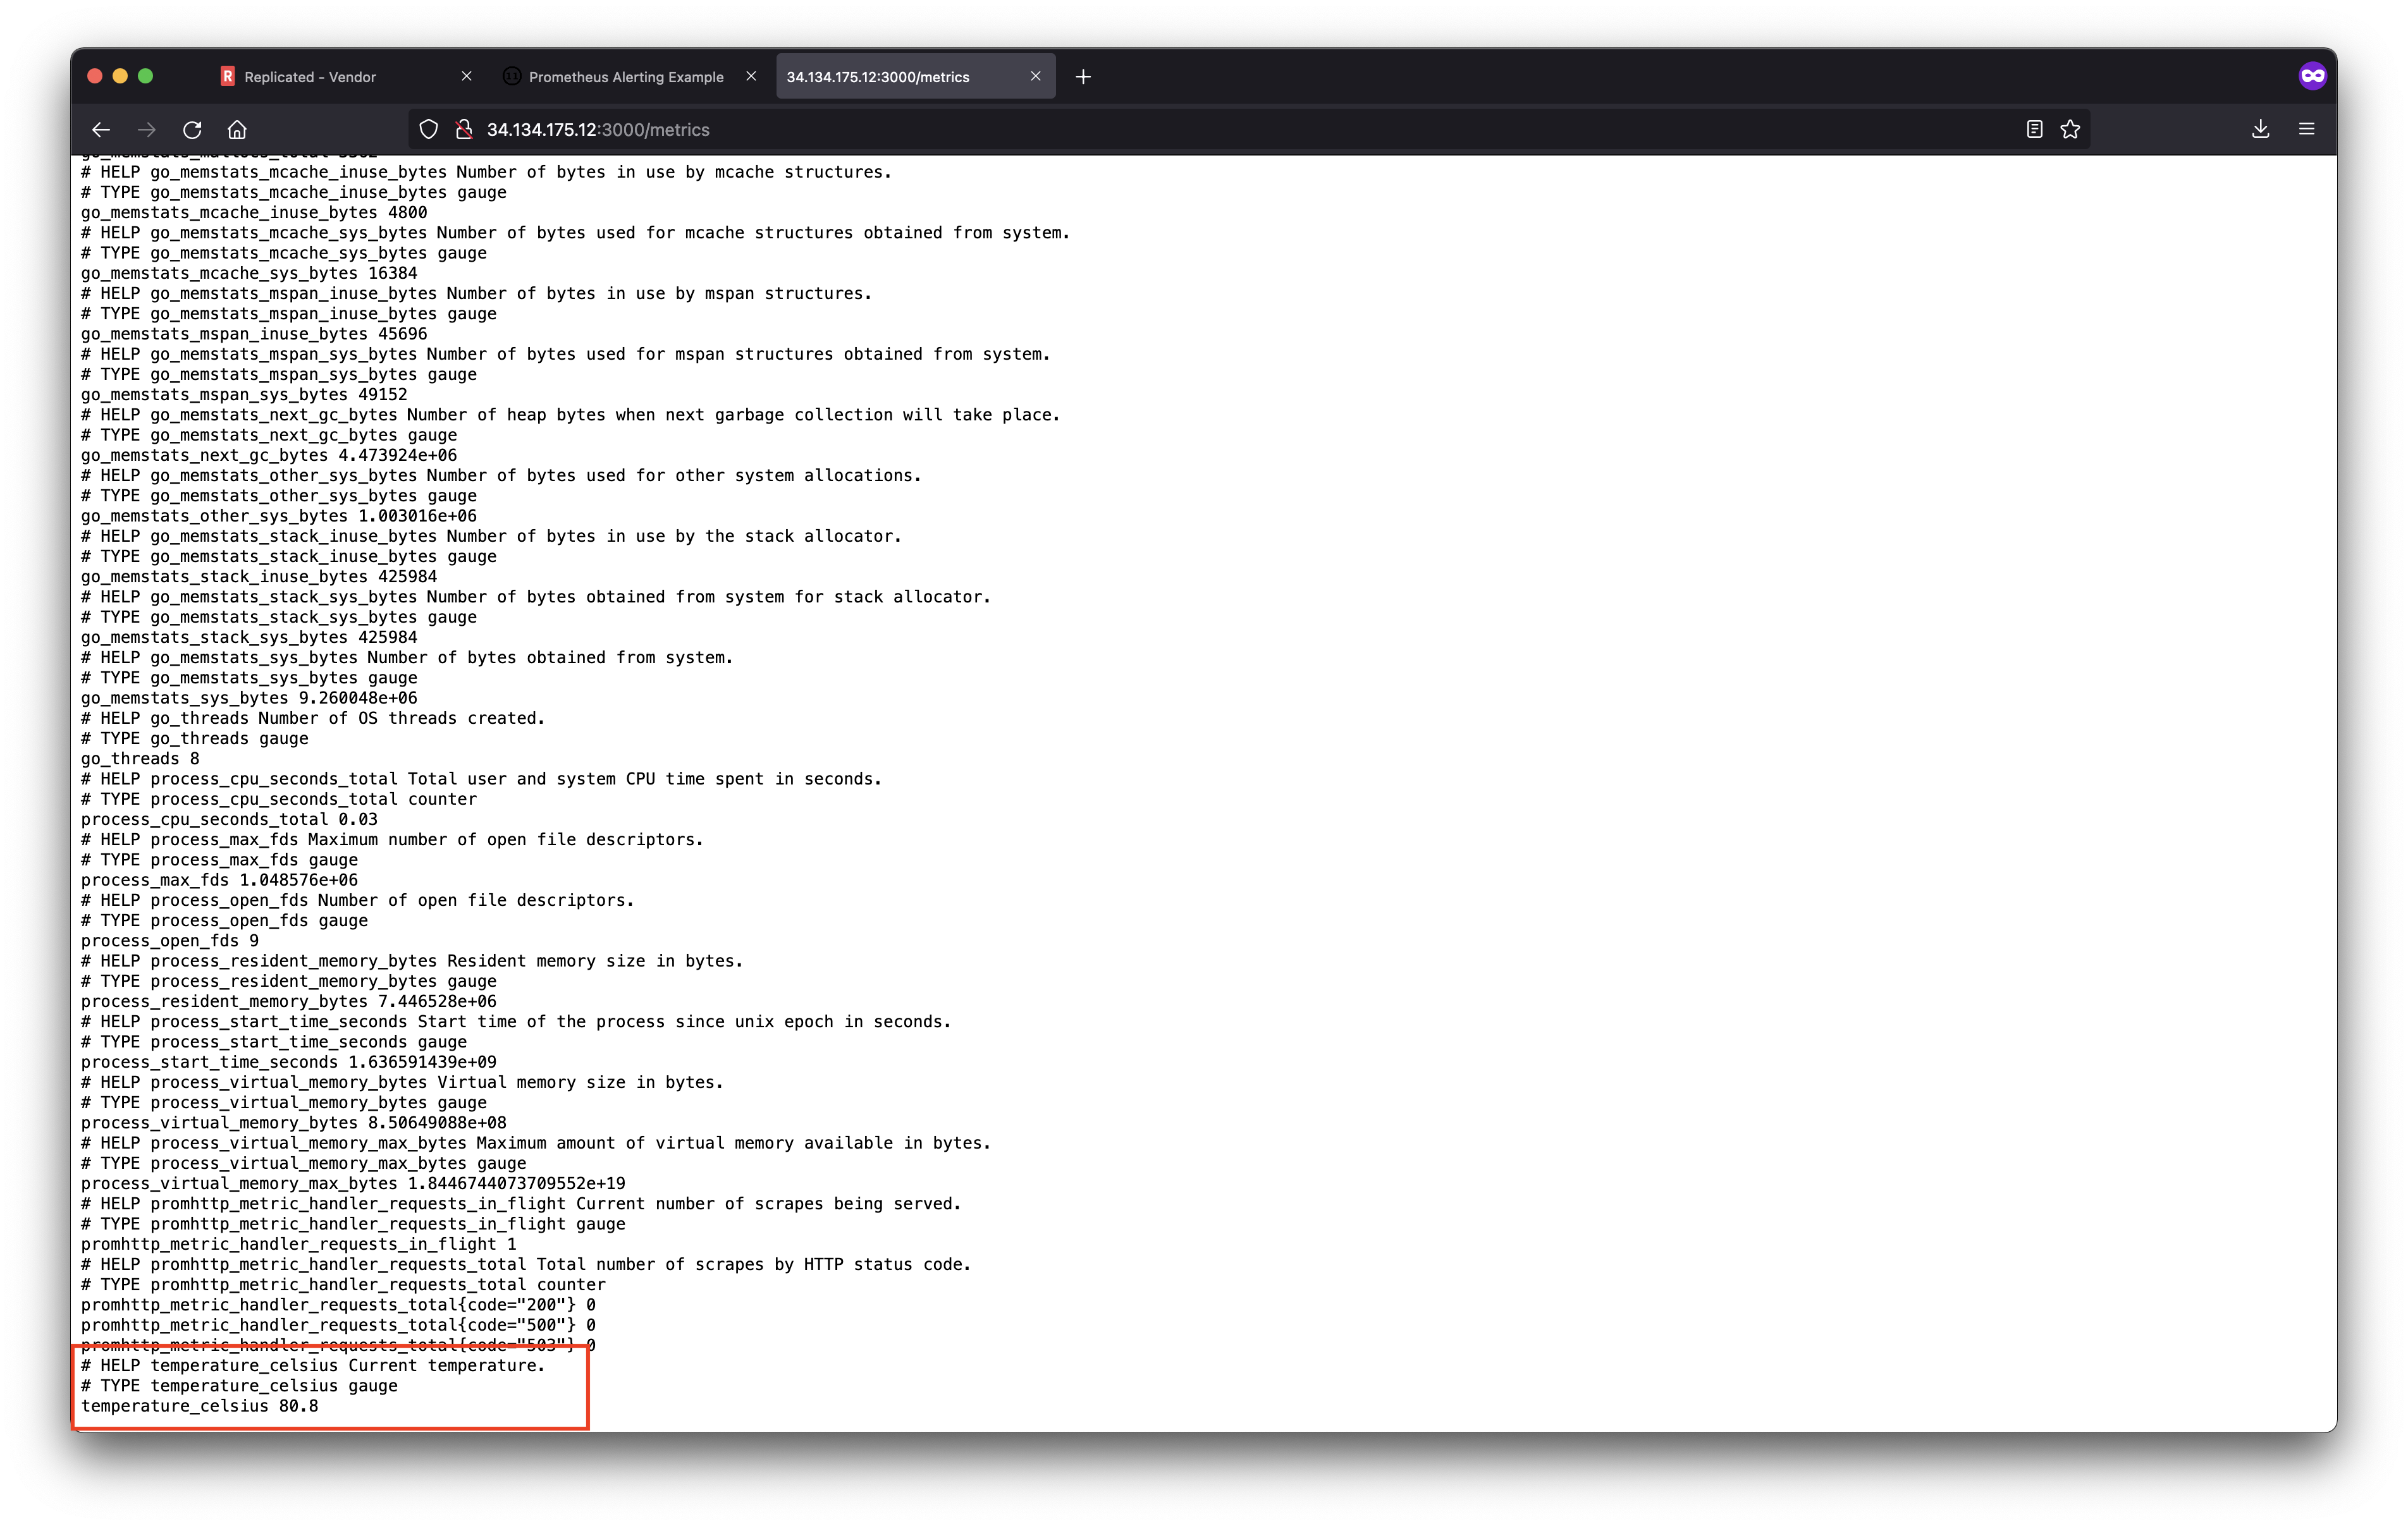 Replicated - Vendor
Prometheus Alerting Example
34.134.175.12:3000/metrics
34.134.175.12:3000/metrics
go_memstats_mallocs_total 3362
# HELP go_memstats_mcache_inuse_bytes Number of bytes in use by mcache structures.
# TYPE go_memstats_mcache_inuse_bytes gauge
go_memstats_mcache_inuse_bytes 4800
# HELP go_memstats_mcache_sys_bytes Number of bytes used for mcache structures obtained from system.
# TYPE go_memstats_mcache_sys_bytes gauge
go_memstats_mcache_sys_bytes 16384
# HELP go_memstats_mspan_inuse_bytes Number of bytes in use by mspan structures.
# TYPE go_memstats_mspan_inuse_bytes gauge
go_memstats_mspan_inuse_bytes 45696
# HELP go_memstats_mspan_sys_bytes Number of bytes used for mspan structures obtained from system.
# TYPE go_memstats_mspan_sys_bytes gauge
go_memstats_mspan_sys_bytes 49152
# HELP go_memstats_next_gc_bytes Number of heap bytes when next garbage collection will take place.
# TYPE go_memstats_next_gc_bytes gauge
go_memstats_next_gc_bytes 4.473924e+06
# HELP go_memstats_other_sys_bytes Number of bytes used for other system allocations.
# TYPE go_memstats_other_sys_bytes gauge
go_memstats_other_sys_bytes 1.003016e+06
# HELP go_memstats_stack_inuse_bytes Number of bytes in use by the stack allocator.
# TYPE go_memstats_stack_inuse_bytes gauge
go_memstats_stack_inuse_bytes 425984
# HELP go_memstats_stack_sys_bytes Number of bytes obtained from system for stack allocator.
# TYPE go_memstats_stack_sys_bytes gauge
go_memstats_stack_sys_bytes 425984
# HELP go_memstats_sys_bytes Number of bytes obtained from system.
# TYPE go_memstats_sys_bytes gauge
go_memstats_sys_bytes 9.260048e+06
# HELP go_threads Number of OS threads created.
# TYPE go_threads gauge
go_threads 8
# HELP process_cpu_seconds_total Total user and system CPU time spent in seconds.
# TYPE process_cpu_seconds_total counter
process_cpu_seconds_total 0.03
# HELP process_max_fds Maximum number of open file descriptors.
# TYPE process_max_fds gauge
process_max_fds 1.048576e+06
# HELP process_open_fds Number of open file descriptors.
# TYPE process_open_fds gauge
process_open_fds 9
# HELP process_resident_memory_bytes Resident memory size in bytes.
# TYPE process_resident_memory_bytes gauge
process_resident_memory_bytes 7.446528e+06
# HELP process_start_time_seconds Start time of the process since unix epoch in seconds.
# TYPE process_start_time_seconds gauge
process_start_time_seconds 1.636591439e+09
# HELP process_virtual_memory_bytes Virtual memory size in bytes.
# TYPE process_virtual_memory_bytes gauge
process_virtual_memory_bytes 8.50649088e+08
# HELP process_virtual_memory_max_bytes Maximum amount of virtual memory available in bytes.
# TYPE process_virtual_memory_max_bytes gauge
process_virtual_memory_max_bytes 1.8446744073709552e+19
# HELP promhttp_metric_handler_requests_in_flight Current number of scrapes being served.
# TYPE promhttp_metric_handler_requests_in_flight gauge
promhttp_metric_handler_requests_in_flight 1
# HELP promhttp_metric_handler_requests_total Total number of scrapes by HTTP status code.
# TYPE promhttp_metric_handler_requests_total counter
promhttp_metric_handler_requests_total{code="200"} 0
promhttp_metric_handler_requests_total{code="500"} 0
promhttp_metric_handler_requests_total{code="503"} 0
# HELP temperature_celsius Current temperature.
# TYPE temperature_celsius gauge
temperature_celsius 80.8